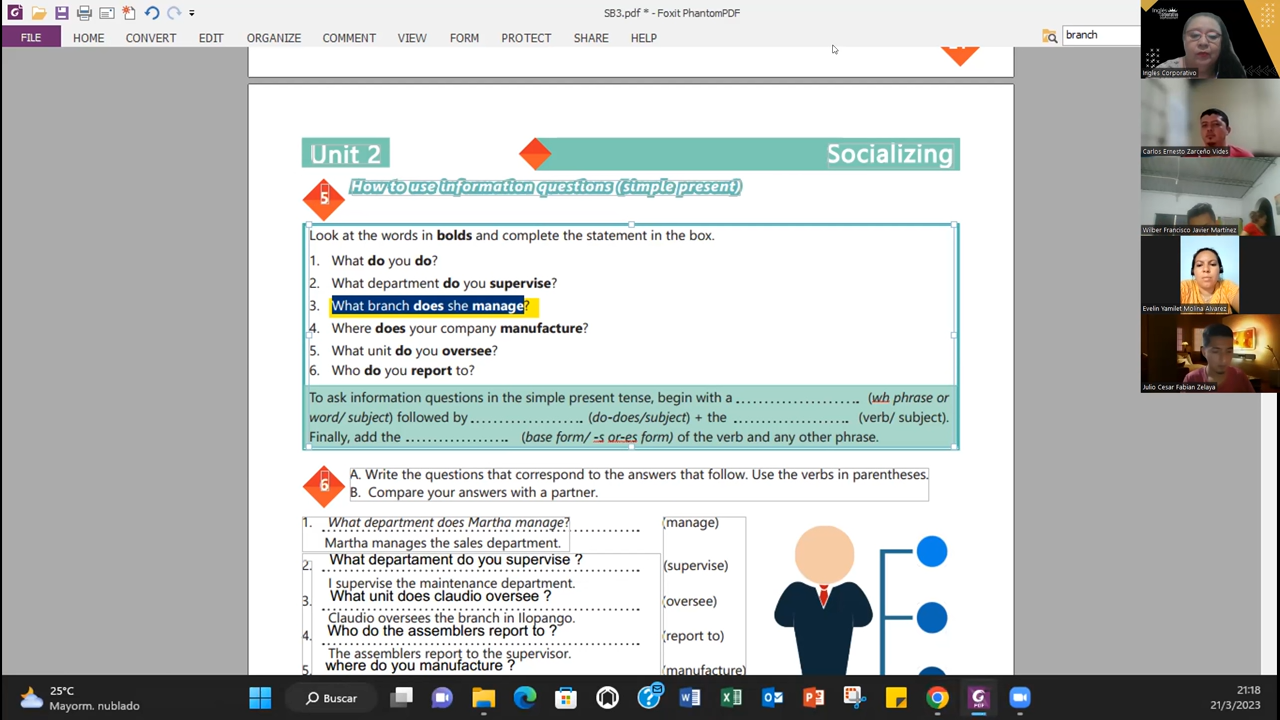 SB3.pdf * - Foxit PhantomPDF
FILE HOME CONVERT EDIT ORGANIZE COMMENT VIEW FORM PROTECT SHARE HELP
branch
Unit 2
Socializing
5 How to use information questions (simple present)
Look at the words in bolds and complete the statement in the box.
1. What do you do?
2. What department do you supervise?
3. What branch does she manage?
4. Where does your company manufacture?
5. What unit do you oversee?
6. Who do you report to?
To ask information questions in the simple present tense, begin with a ..................... (wh phrase or
word/ subject) followed by ..................... (do-does/subject) + the ..................... (verb/ subject).
Finally, add the ................... (base form/ -s or-es form) of the verb and any other phrase.
6 A. Write the questions that correspond to the answers that follow. Use the verbs in parentheses.
B. Compare your answers with a partner.
1. What department does Martha manage? (manage)
Martha manages the sales department.
2. What departament do you supervise ? (supervise)
I supervise the maintenance department.
3. What unit does claudio oversee ? (oversee)
Claudio oversees the branch in Ilopango.
4. Who do the assemblers report to ? (report to)
The assemblers report to the supervisor.
5. where do you manufacture ? (manufacture)
Inglés Corporativo
Carlos Ernesto Zarceño Vides
Wilber Francisco Javier Martínez
Evelin Yamilet Molina Alvarez
Julio Cesar Fabian Zelaya
25°C
Mayorm. nublado
Buscar
21:18
21/3/2023